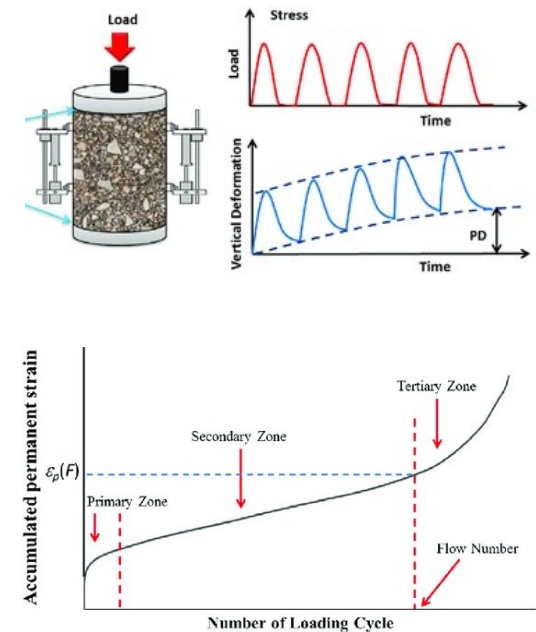 Load
Stress
Load
Time
Vertical Deformation
PD
Time
Accumulated permanent strain
Tertiary Zone
Secondary Zone
εp(F)
Primary Zone
Flow Number
Number of Loading Cycle